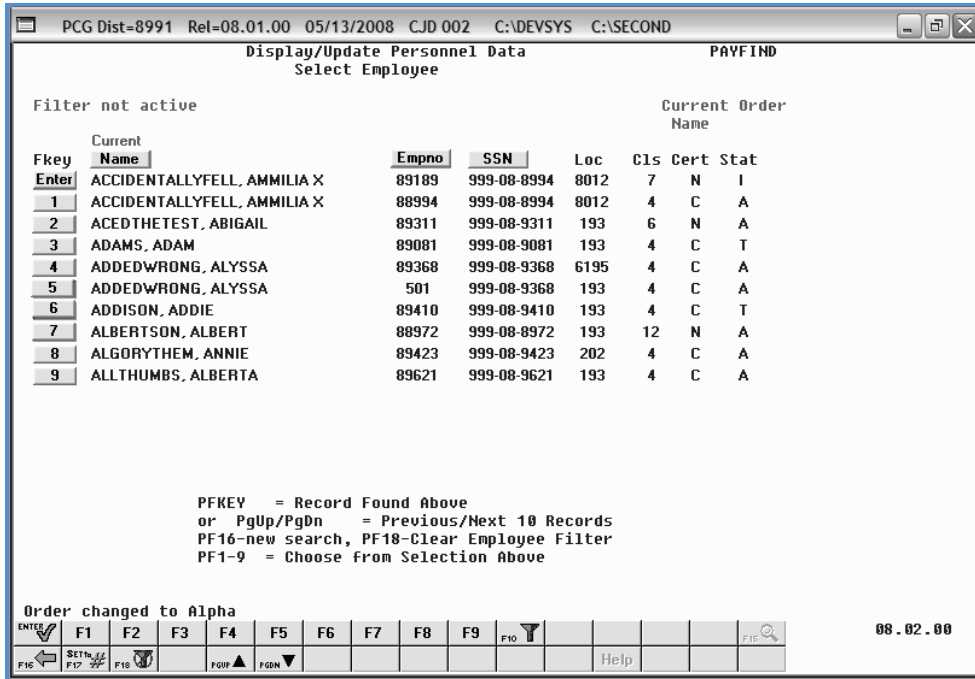 PCG Dist=8991 Rel=08.01.00 05/13/2008 CJD 002 C:\DEVSYS C:\SECOND
Display/Update Personnel Data PAYFIND
Select Employee
Filter not active Current Order
Name
Current
Fkey Name Empno SSN Loc Cls Cert Stat
Enter ACCIDENTALLYFELL, AMMILIA X 89189 999-08-8994 8012 7 N I
1 ACCIDENTALLYFELL, AMMILIA X 88994 999-08-8994 8012 4 C A
2 ACEDTHETEST, ABIGAIL 89311 999-08-9311 193 6 N A
3 ADAMS, ADAM 89081 999-08-9081 193 4 C T
4 ADDEDWRONG, ALYSSA 89368 999-08-9368 6195 4 C A
5 ADDEDWRONG, ALYSSA 501 999-08-9368 193 4 C A
6 ADDISON, ADDIE 89410 999-08-9410 193 4 C T
7 ALBERTSON, ALBERT 88972 999-08-8972 193 12 N A
8 ALGORYTHEM, ANNIE 89423 999-08-9423 202 4 C A
9 ALLTHUMBS, ALBERTA 89621 999-08-9621 193 4 C A
PFKEY = Record Found Above
or PgUp/PgDn = Previous/Next 10 Records
PF16-new search, PF18-Clear Employee Filter
PF1-9 = Choose from Selection Above
Order changed to Alpha
ENTER F1 F2 F3 F4 F5 F6 F7 F8 F9 F10 F15 08.02.00
F16 SETto F17 # F18 PGUP PGDN Help